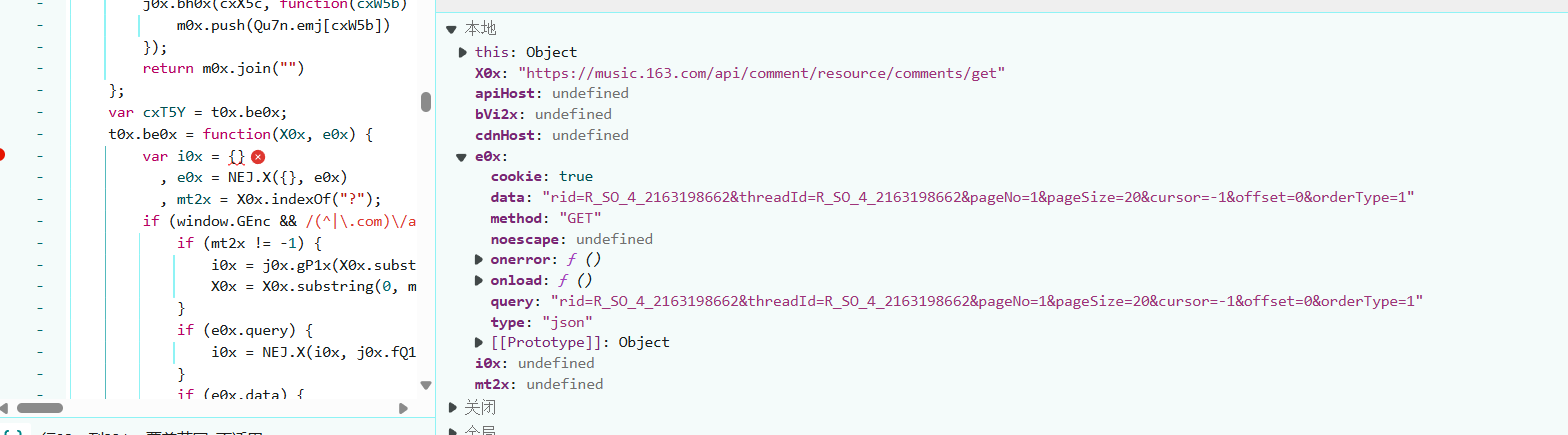 j0x.bh0x(cxX5c, function(cxW5b)
m0x.push(Qu7n.emj[cxW5b])
});
return m0x.join("")
};
var cxT5Y = t0x.be0x;
t0x.be0x = function(X0x, e0x) {
var i0x = {}
, e0x = NEJ.X({}, e0x)
, mt2x = X0x.indexOf("?");
if (window.GEnc && /(^|\.com)\/a
if (mt2x != -1) {
i0x = j0x.gP1x(X0x.subst
X0x = X0x.substring(0, m
}
if (e0x.query) {
i0x = NEJ.X(i0x, j0x.fQ1
}
if (e0x.data) {
本地
this: Object
X0x: "https://music.163.com/api/comment/resource/comments/get"
apiHost: undefined
bVi2x: undefined
cdnHost: undefined
e0x:
cookie: true
data: "rid=R_SO_4_2163198662&threadId=R_SO_4_2163198662&pageNo=1&pageSize=20&cursor=-1&offset=0&orderType=1"
method: "GET"
noescape: undefined
onerror: ƒ ()
onload: ƒ ()
query: "rid=R_SO_4_2163198662&threadId=R_SO_4_2163198662&pageNo=1&pageSize=20&cursor=-1&offset=0&orderType=1"
type: "json"
[[Prototype]]: Object
i0x: undefined
mt2x: undefined
关闭
全局